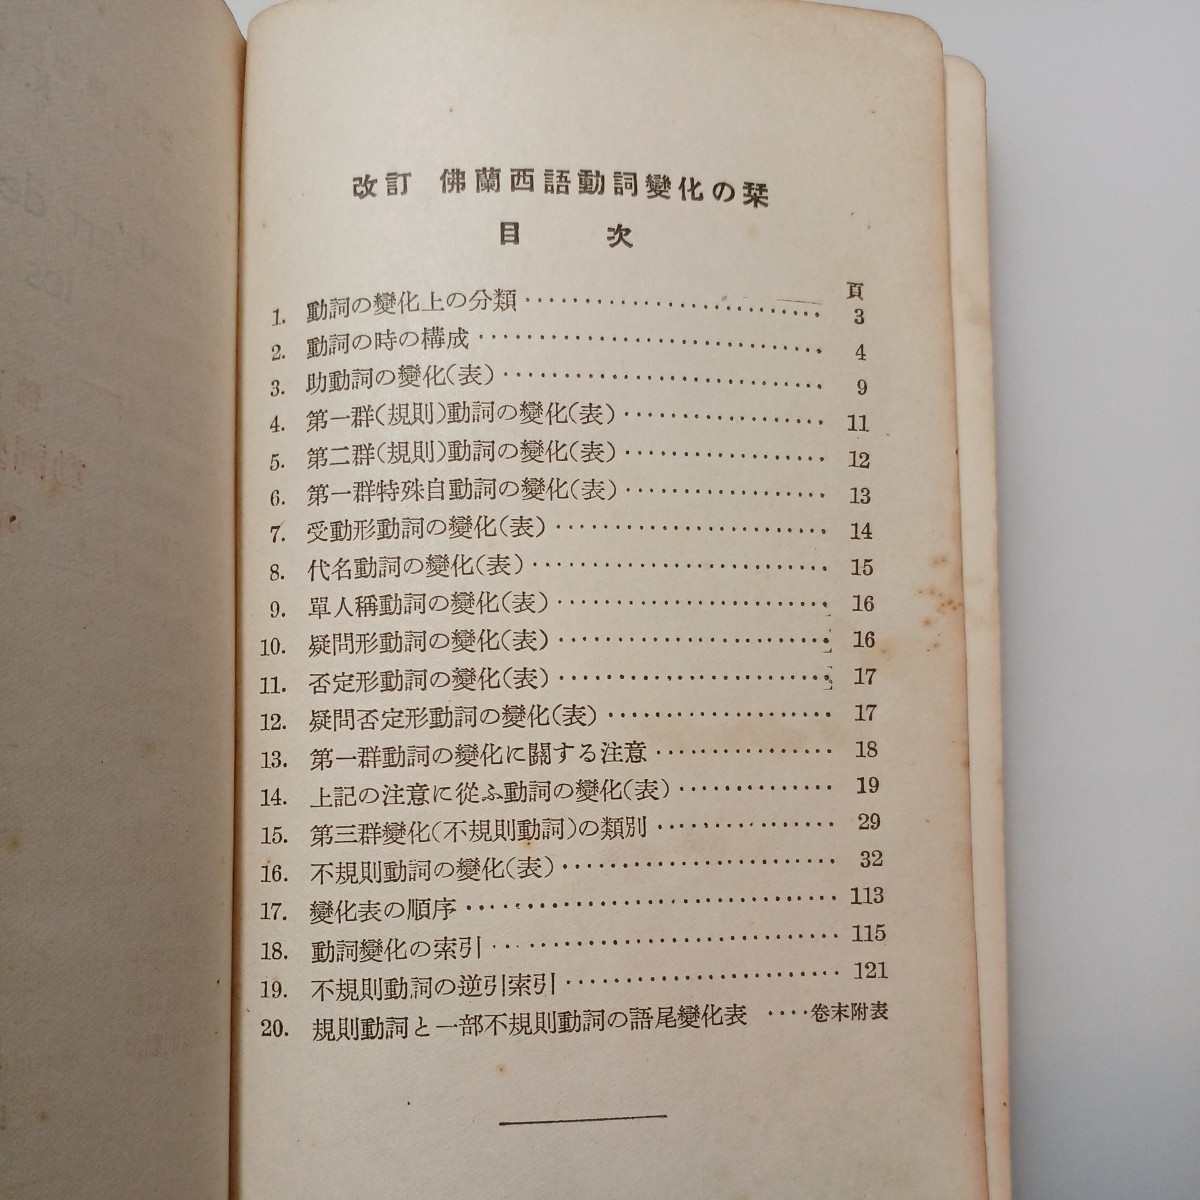 改訂 佛蘭西語動詞變化の栞
目 次
頁
1. 動詞の變化上の分類 3
2. 動詞の時の構成 4
3. 助動詞の變化(表) 9
4. 第一群(規則)動詞の變化(表) 11
5. 第二群(規則)動詞の變化(表) 12
6. 第一群特殊自動詞の變化(表) 13
7. 受動形動詞の變化(表) 14
8. 代名動詞の變化(表) 15
9. 單人稱動詞の變化(表) 16
10. 疑問形動詞の變化(表) 16
11. 否定形動詞の變化(表) 17
12. 疑問否定形動詞の變化(表) 17
13. 第一群動詞の變化に關する注意 18
14. 上記の注意に從ふ動詞の變化(表) 19
15. 第三群變化(不規則動詞)の類別 29
16. 不規則動詞の變化(表) 32
17. 變化表の順序 113
18. 動詞變化の索引 115
19. 不規則動詞の逆引索引 121
20. 規則動詞と一部不規則動詞の語尾變化表 ････卷末附表